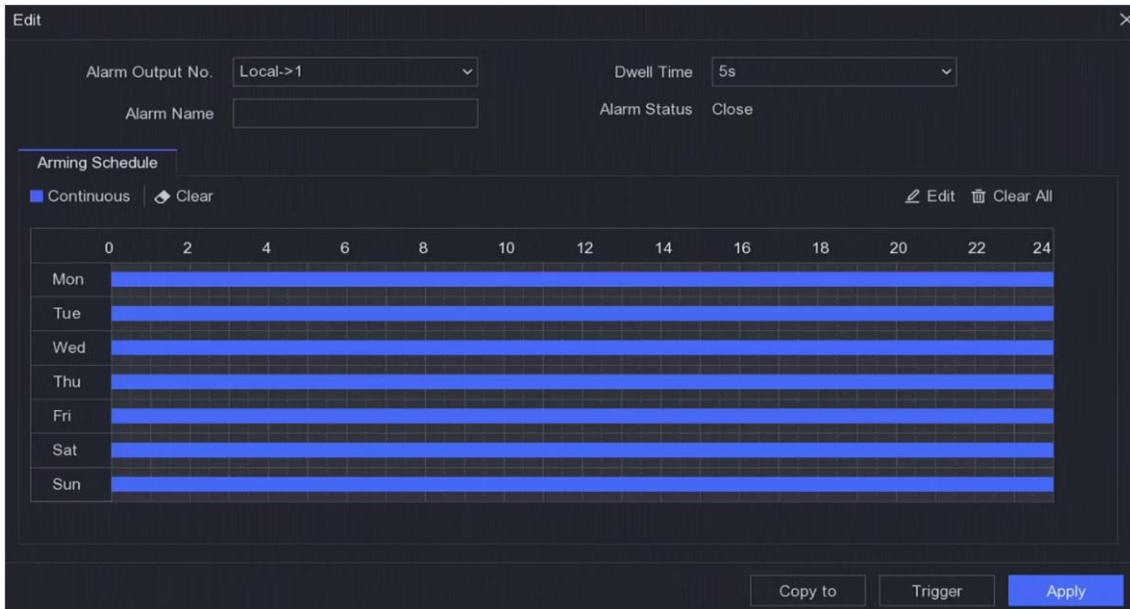 Edit
Alarm Output No. Local->1 Dwell Time 5s
Alarm Name Alarm Status Close
Arming Schedule
Continuous Clear Edit Clear All
0 2 4 6 8 10 12 14 16 18 20 22 24
Mon
Tue
Wed
Thu
Fri
Sat
Sun
Copy to Trigger Apply